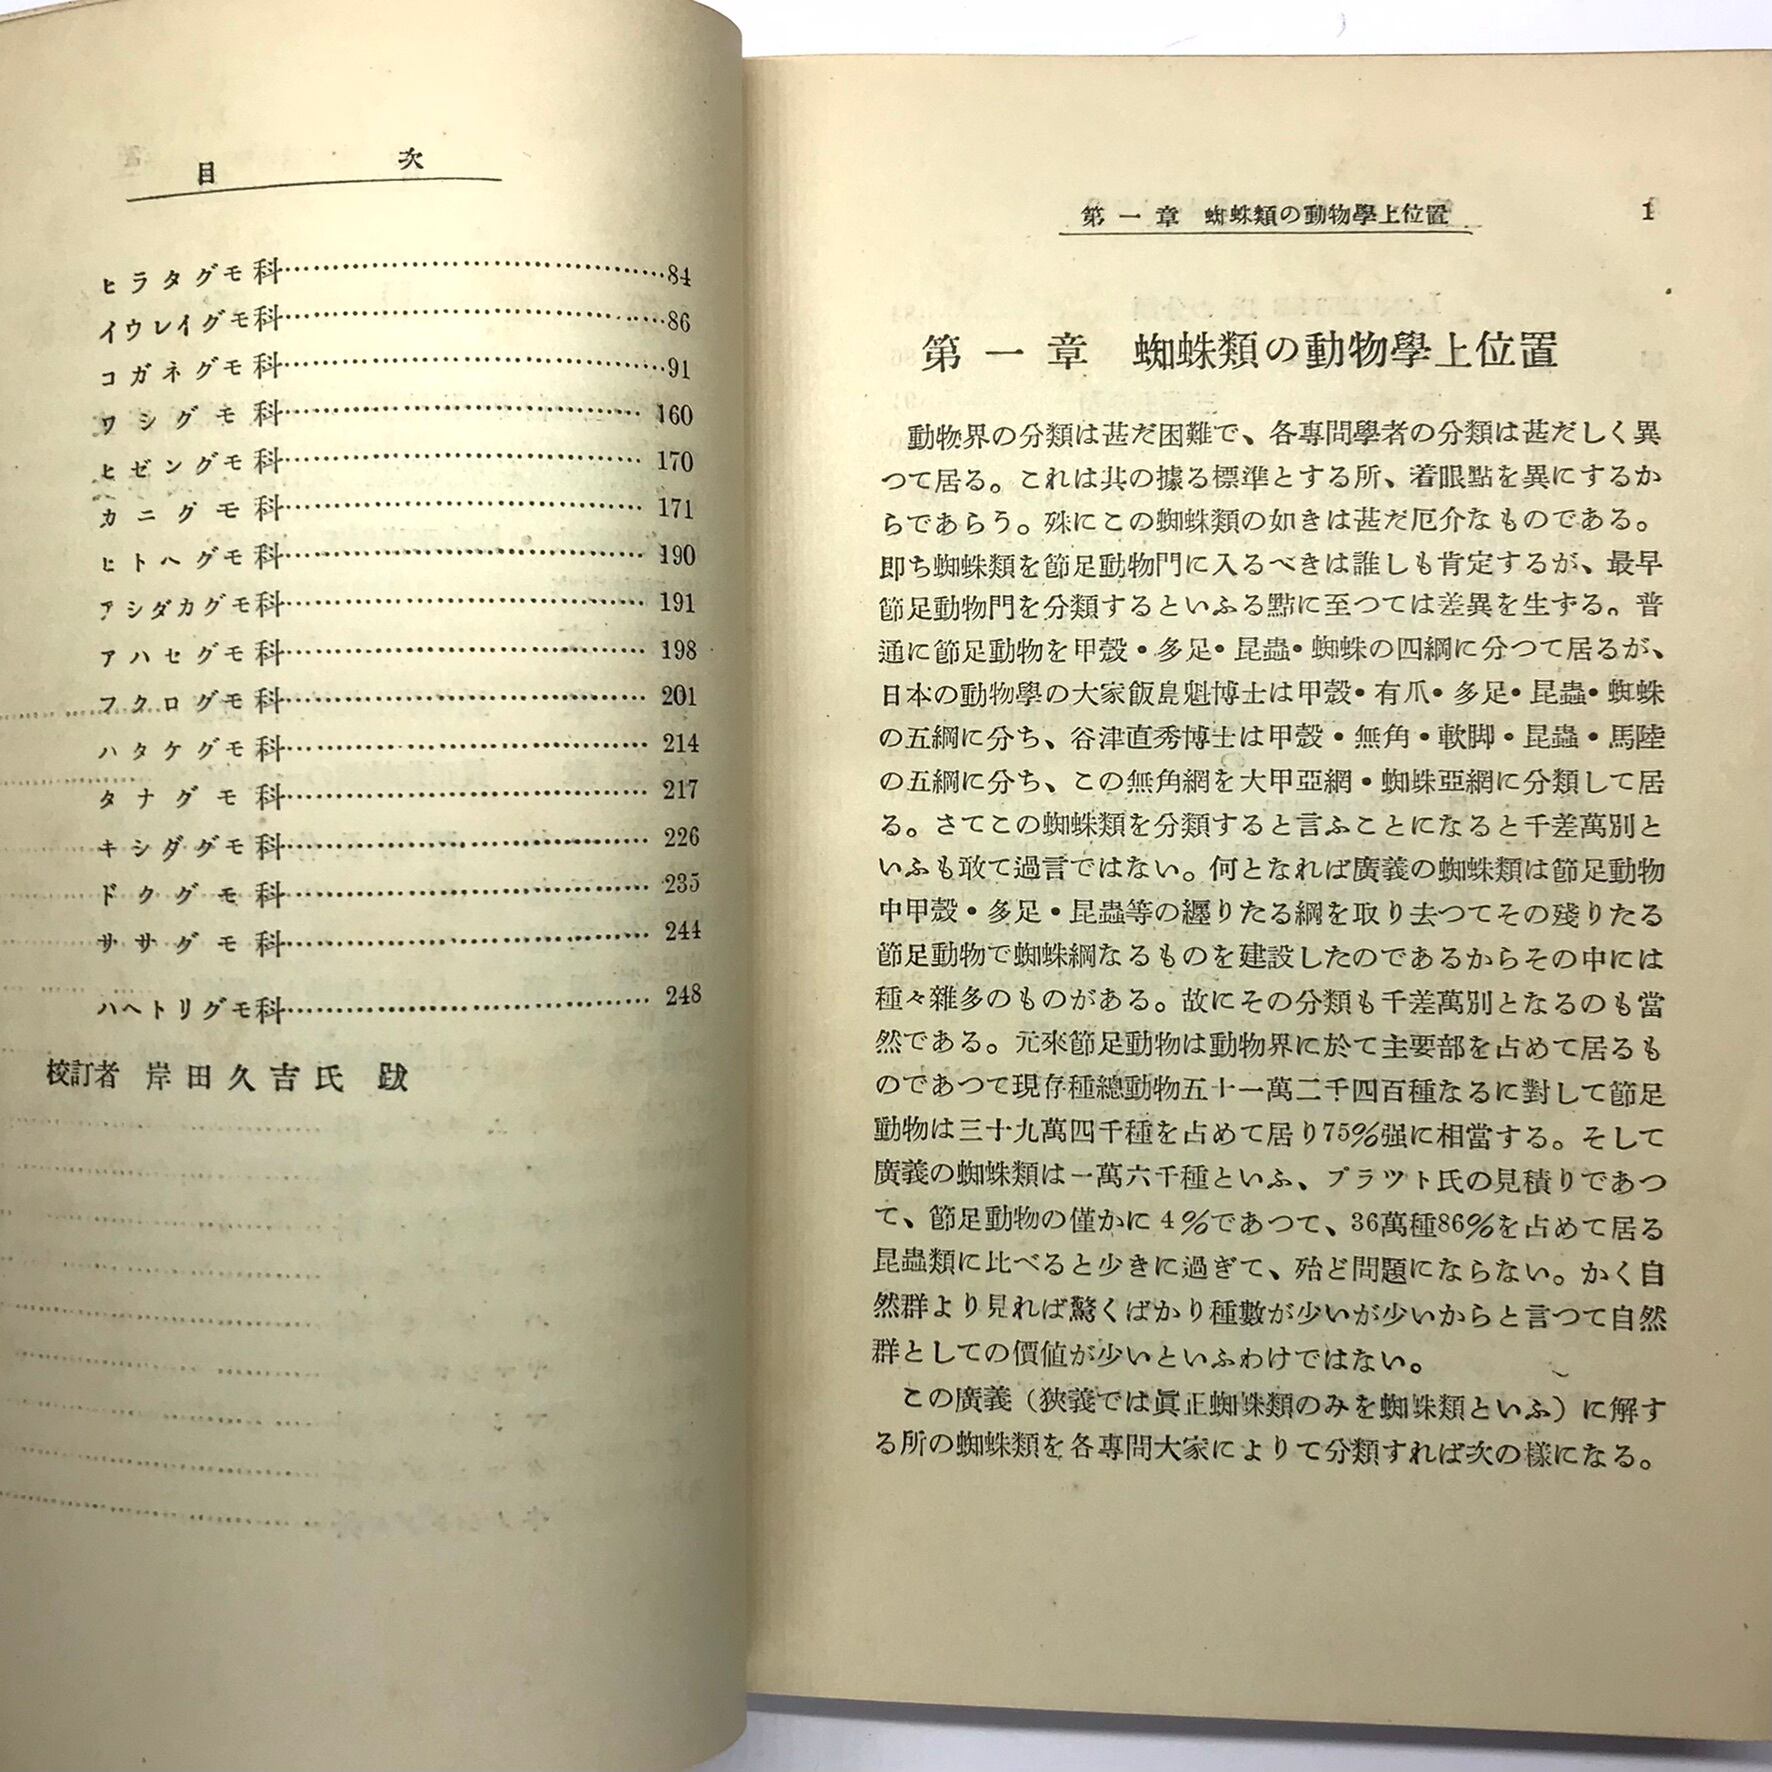 目次
ヒラタグモ科……………………………84
イウレイグモ科……………………………86
コガネグモ科……………………………91
ワシグモ科……………………………160
ヒゼングモ科……………………………170
カニグモ科……………………………171
ヒトヘグモ科……………………………190
アシダカグモ科……………………………191
アハセグモ科……………………………198
フクログモ科……………………………201
ハタケグモ科……………………………214
タナグモ科……………………………217
キシダグモ科……………………………226
ドクグモ科……………………………235
ササグモ科……………………………244
ハヘトリグモ科……………………………248
校訂者 岸田久吉氏 跋
第一章 蜘蛛類の動物學上位置 1
第一章 蜘蛛類の動物學上位置
動物界の分類は甚だ困難で、各專問學者の分類は甚だしく異
つて居る。これは其の據る標準とする所、着眼點を異にするか
らであらう。殊にこの蜘蛛類の如きは甚だ厄介なものである。
即ち蜘蛛類を節足動物門に入るべきは誰しも肯定するが、最早
節足動物門を分類するといふる點に至つては差異を生ずる。普
通に節足動物を甲殼・多足・昆蟲・蜘蛛の四綱に分つて居るが、
日本の動物學の大家飯島魁博士は甲殼・有爪・多足・昆蟲・蜘蛛
の五綱に分ち、谷津直秀博士は甲殼・無角・軟脚・昆蟲・馬陸
の五綱に分ち、この無角網を大甲亞網・蜘蛛亞網に分類して居
る。さてこの蜘蛛類を分類すると言ふことになると千差萬別と
いふも敢て過言ではない。何となれば廣義の蜘蛛類は節足動物
中甲殼・多足・昆蟲等の纒りたる綱を取り去つてその殘りたる
節足動物で蜘蛛綱なるものを建設したのであるからその中には
種々雜多のものがある。故にその分類も千差萬別となるのも當
然である。元來節足動物は動物界に於て主要部を占めて居るも
のであつて現存種總動物五十一萬二千四百種なるに對して節足
動物は三十九萬四千種を占めて居り75%强に相當する。そして
廣義の蜘蛛類は一萬六千種といふ、プラツト氏の見積りであつ
て、節足動物の僅かに4%であつて、36萬種86%を占めて居る
昆蟲類に比べると少きに過ぎて、殆ど問題にならない。かく自
然群より見れば驚くばかり種數が少いが少いからと言つて自然
群としての價値が少いといふわけではない。
この廣義（狹義では眞正蜘蛛類のみを蜘蛛類といふ）に解す
る所の蜘蛛類を各專問大家によりて分類すれば次の樣になる。